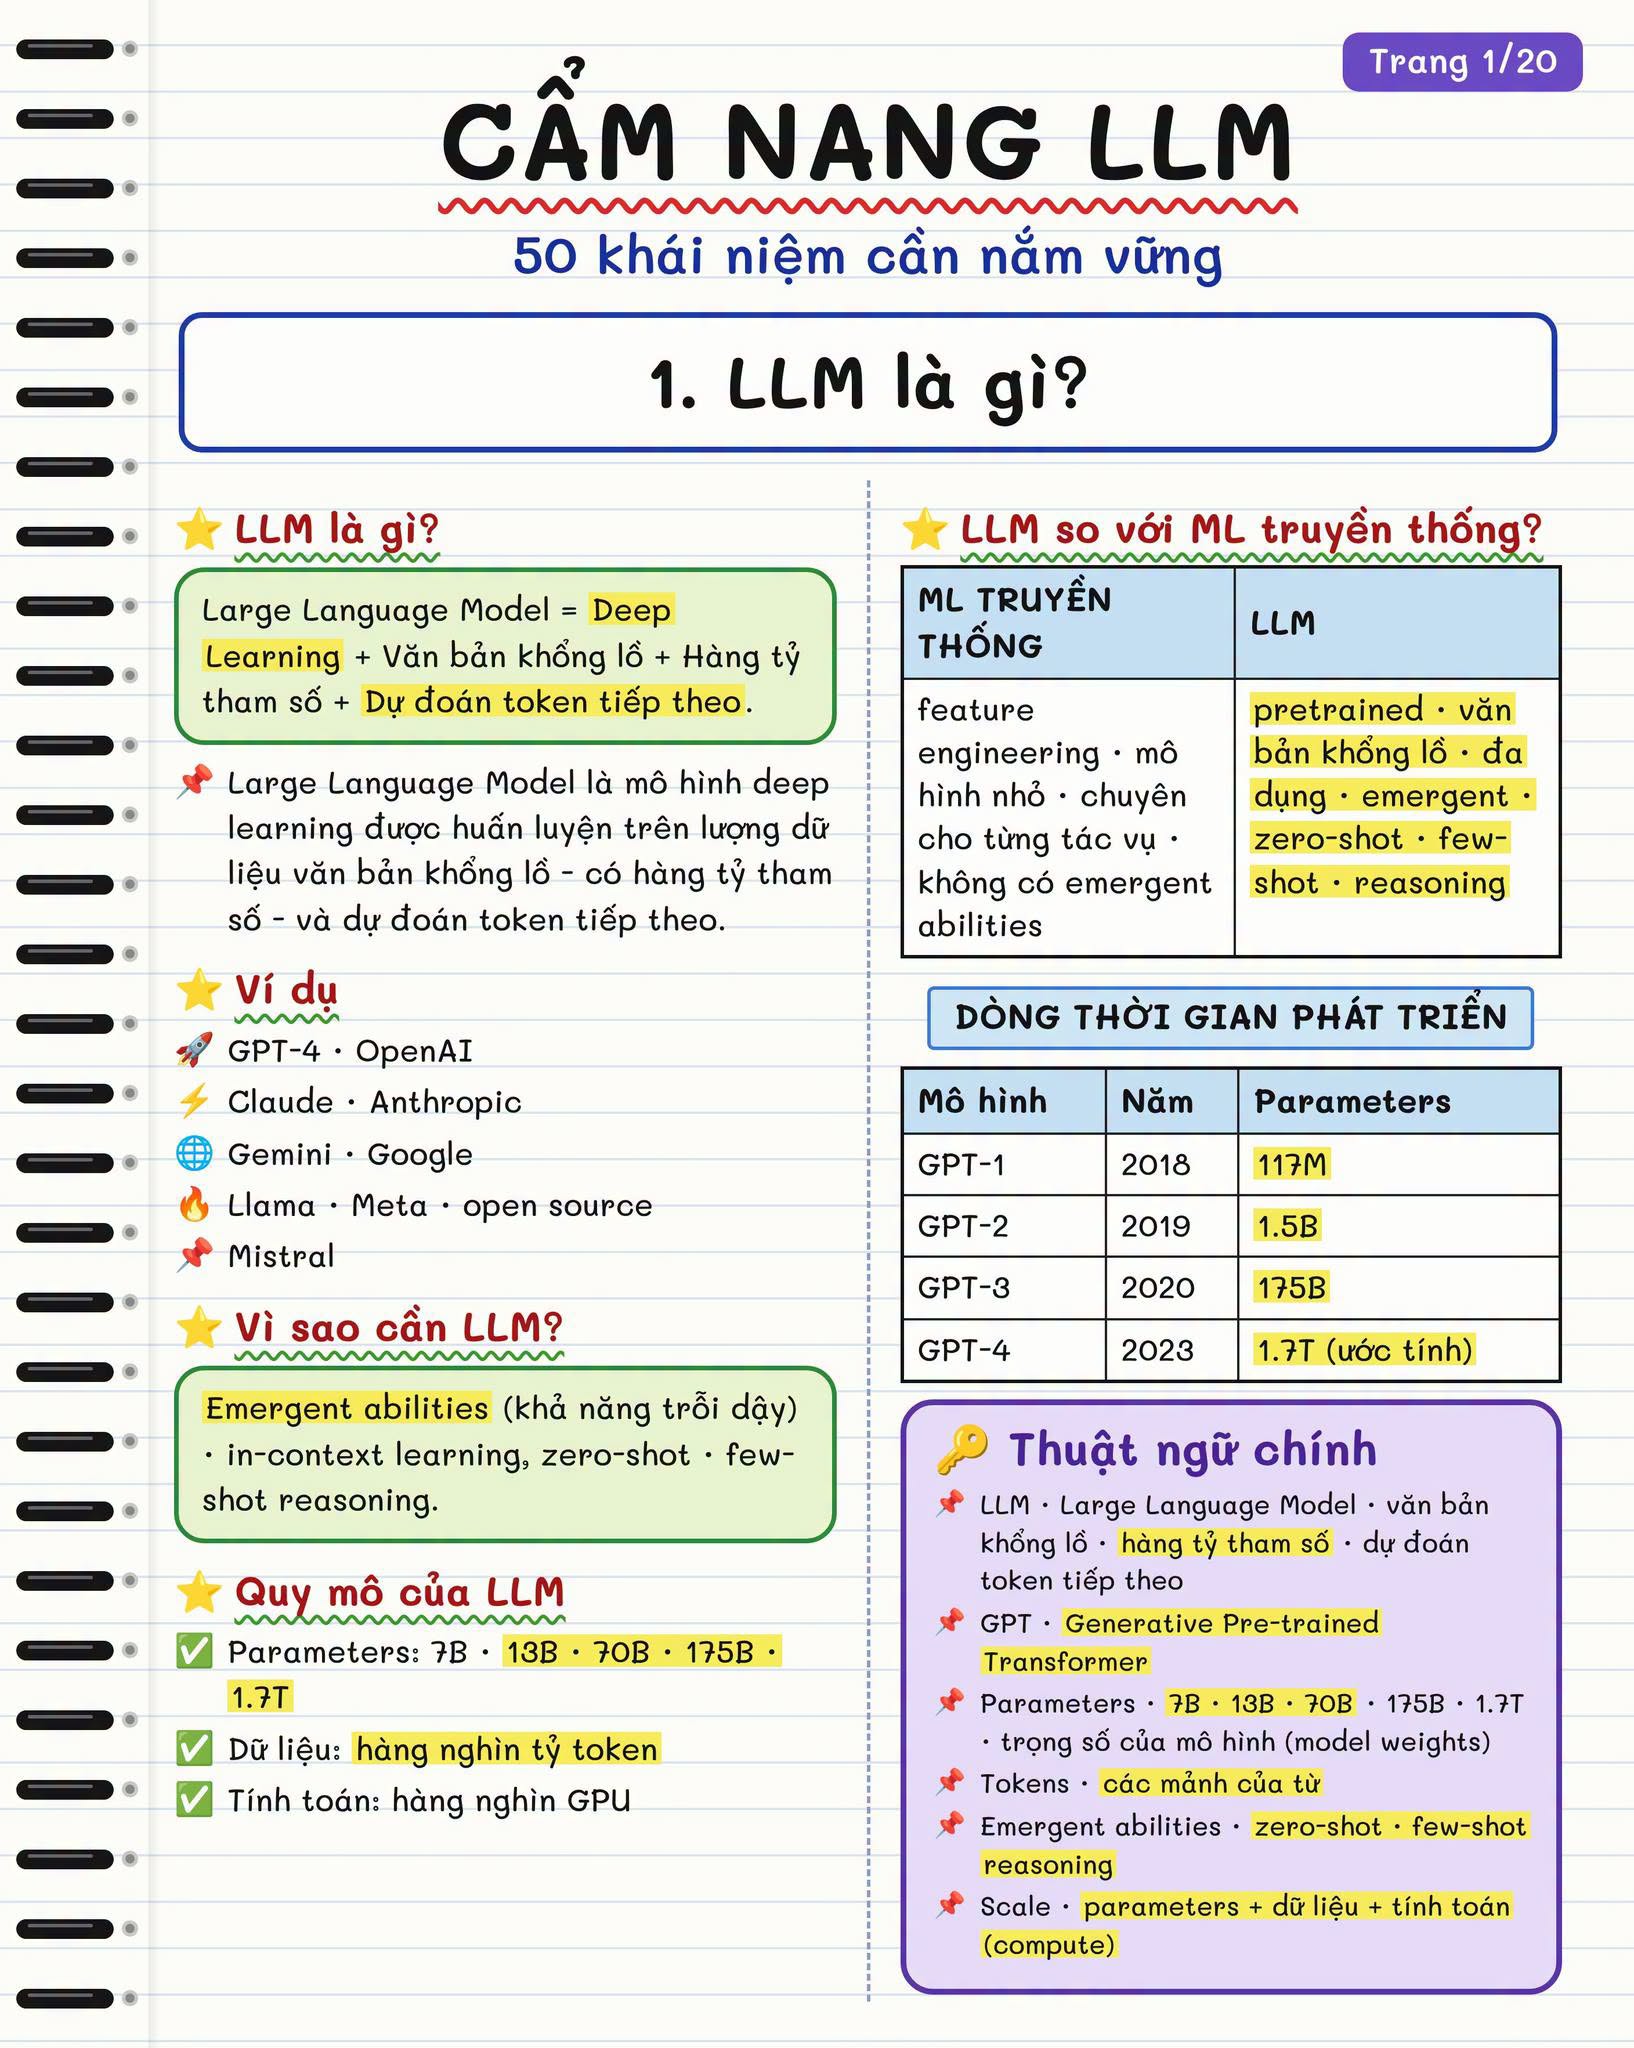 Trang 1/20
CẨM NANG LLM
50 khái niệm cần nắm vững
1. LLM là gì?
LLM là gì?
Large Language Model = Deep
Learning + Văn bản khổng lồ + Hàng tỷ
tham số + Dự đoán token tiếp theo.
Large Language Model là mô hình deep
learning được huấn luyện trên lượng dữ
liệu văn bản khổng lồ - có hàng tỷ tham
số - và dự đoán token tiếp theo.
Ví dụ
GPT-4 · OpenAI
Claude · Anthropic
Gemini · Google
Llama · Meta · open source
Mistral
Vì sao cần LLM?
Emergent abilities (khả năng trỗi dậy)
· in-context learning, zero-shot · few-
shot reasoning.
Quy mô của LLM
Parameters: 7B · 13B · 70B · 175B ·
1.7T
Dữ liệu: hàng nghìn tỷ token
Tính toán: hàng nghìn GPU
LLM so với ML truyền thống?
ML TRUYỀN
THỐNG
LLM
feature
engineering · mô
hình nhỏ · chuyên
cho từng tác vụ ·
không có emergent
abilities
pretrained · văn
bản khổng lồ · đa
dụng · emergent ·
zero-shot · few-
shot · reasoning
DÒNG THỜI GIAN PHÁT TRIỂN
Mô hình Năm Parameters
GPT-1 2018 117M
GPT-2 2019 1.5B
GPT-3 2020 175B
GPT-4 2023 1.7T (ước tính)
Thuật ngữ chính
LLM · Large Language Model · văn bản
khổng lồ · hàng tỷ tham số · dự đoán
token tiếp theo
GPT · Generative Pre-trained
Transformer
Parameters · 7B · 13B · 70B · 175B · 1.7T
· trọng số của mô hình (model weights)
Tokens · các mảnh của từ
Emergent abilities · zero-shot · few-shot
reasoning
Scale · parameters + dữ liệu + tính toán
(compute)